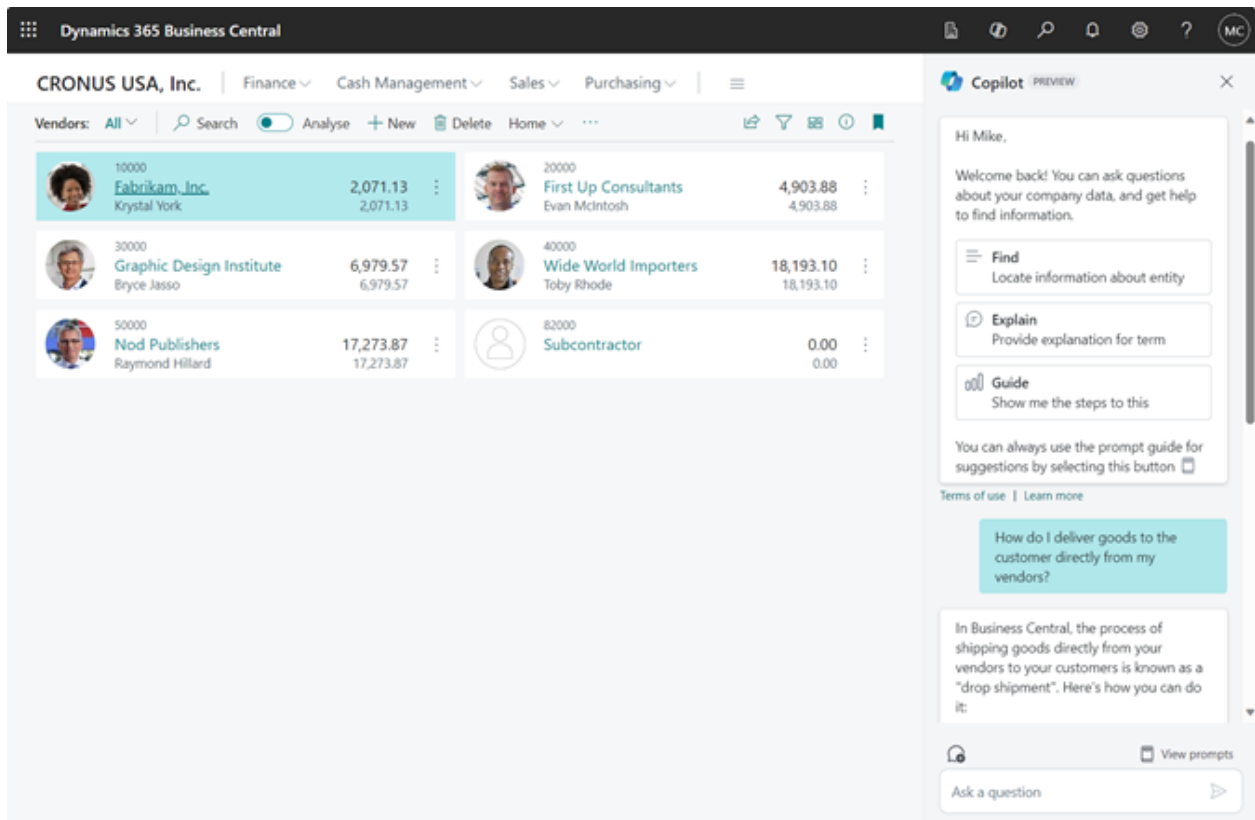 Dynamics 365 Business Central
MC
CRONUS USA, Inc.
Finance
Cash Management
Sales
Purchasing
Vendors: All
Search
Analyse
New
Delete
Home
10000
Fabrikam, Inc. 2,071.13
Krystal York 2,071.13
20000
First Up Consultants 4,903.88
Evan McIntosh 4,903.88
30000
Graphic Design Institute 6,979.57
Bryce Jasso 6,979.57
40000
Wide World Importers 18,193.10
Toby Rhode 18,193.10
50000
Nod Publishers 17,273.87
Raymond Hillard 17,273.87
82000
Subcontractor 0.00
0.00
Copilot PREVIEW
Hi Mike,
Welcome back! You can ask questions
about your company data, and get help
to find information.
Find
Locate information about entity
Explain
Provide explanation for term
Guide
Show me the steps to this
You can always use the prompt guide for
suggestions by selecting this button
Terms of use | Learn more
How do I deliver goods to the
customer directly from my
vendors?
In Business Central, the process of
shipping goods directly from your
vendors to your customers is known as a
"drop shipment". Here's how you can do
it:
View prompts
Ask a question